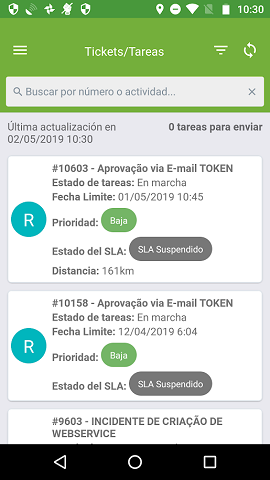 10:30
Tickets/Tareas
Buscar por número o actividad...
Última actualización en
02/05/2019 10:30
0 tareas para enviar
#10603 - Aprovação via E-mail TOKEN
Estado de tareas: En marcha
Fecha Limite: 01/05/2019 10:45
R
Prioridad: Baja
Estado del SLA: SLA Suspendido
Distancia: 161km
#10158 - Aprovação via E-mail TOKEN
Estado de tareas: En marcha
Fecha Limite: 12/04/2019 6:04
R
Prioridad: Baja
Estado del SLA: SLA Suspendido
#9603 - INCIDENTE DE CRIAÇÃO DE
WEBSERVICE